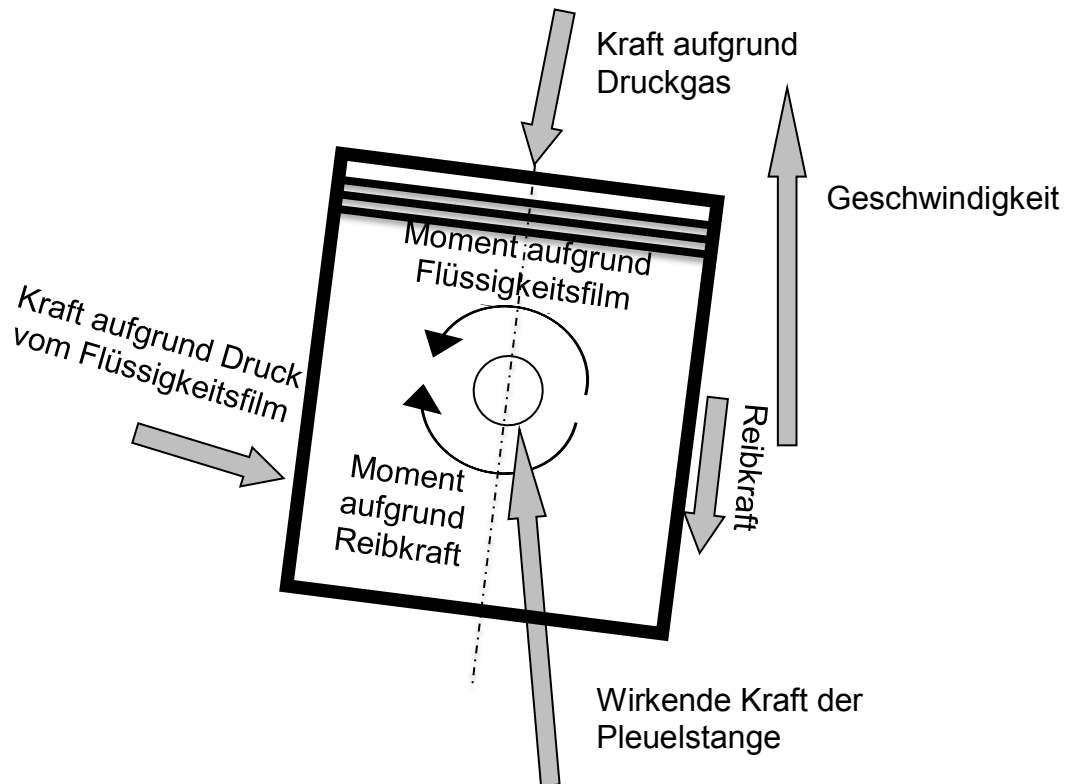 Kraft aufgrund
Druckgas
Geschwindigkeit
Moment aufgrund
Flüssigkeitsfilm
Kraft aufgrund Druck
vom Flüssigkeitsfilm
Reibkraft
Moment
aufgrund
Reibkraft
Wirkende Kraft der
Pleuelstange